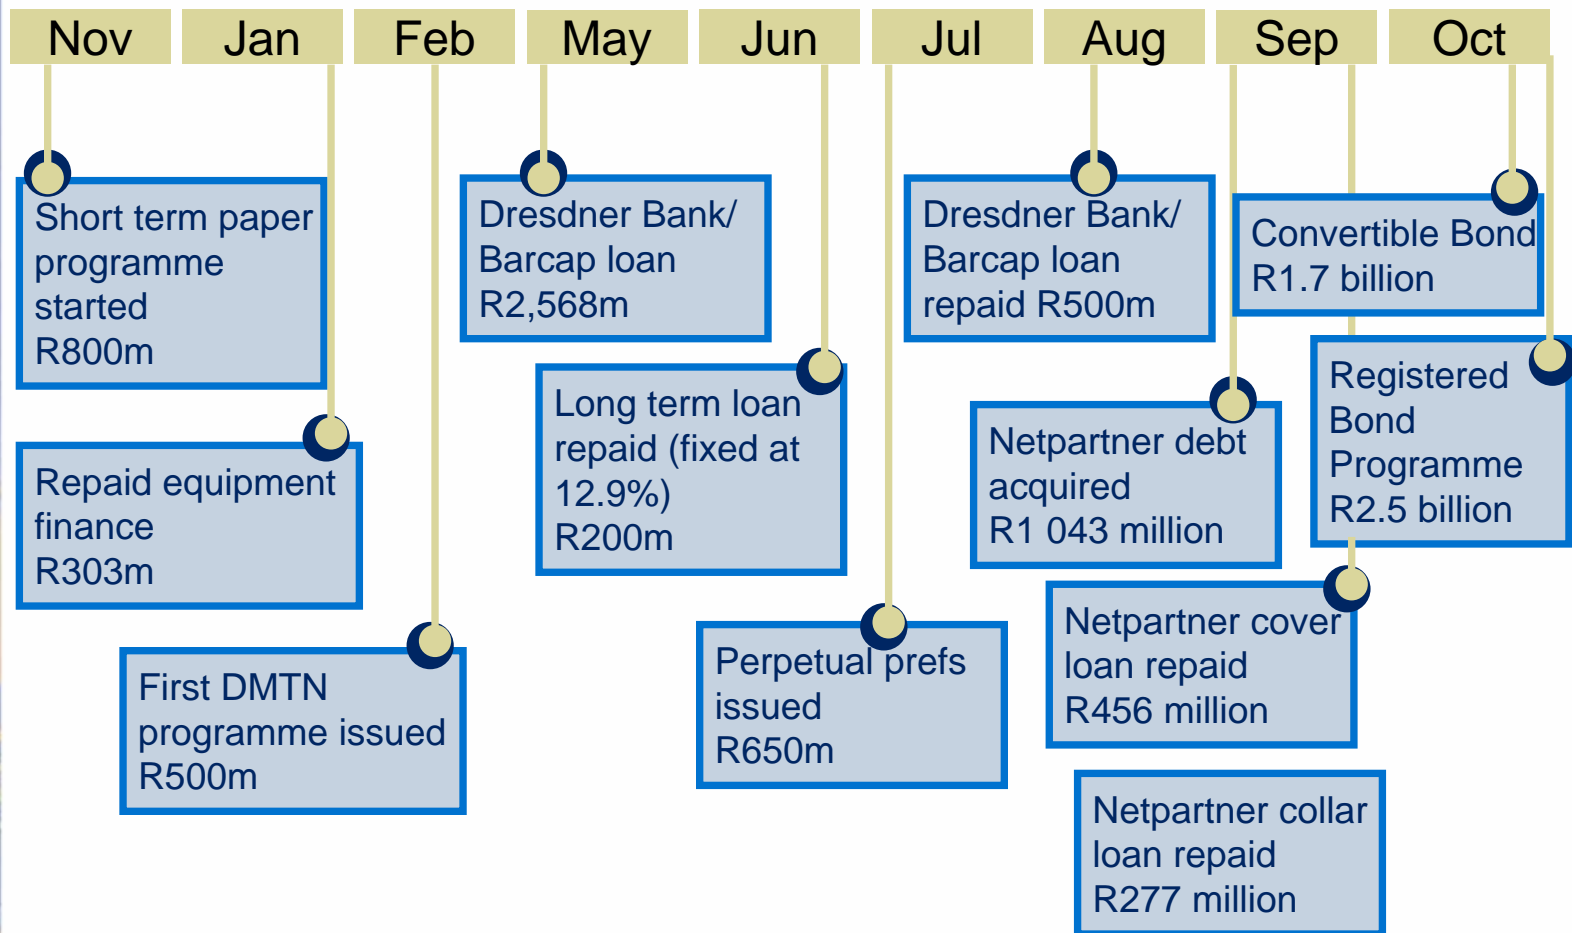 Nov
Jan
Feb
May
Jun
Jul
Aug
Sep
Oct
Short term paper
programme
started
R800m
Repaid equipment
finance
R303m
First DMTN
programme issued
R500m
Dresdner Bank/
Barcap loan
R2,568m
Long term loan
repaid (fixed at
12.9%)
R200m
Perpetual prefs
issued
R650m
Dresdner Bank/
Barcap loan
repaid R500m
Netpartner debt
acquired
R1 043 million
Netpartner cover
loan repaid
R456 million
Netpartner collar
loan repaid
R277 million
Convertible Bond
R1.7 billion
Registered
Bond
Programme
R2.5 billion